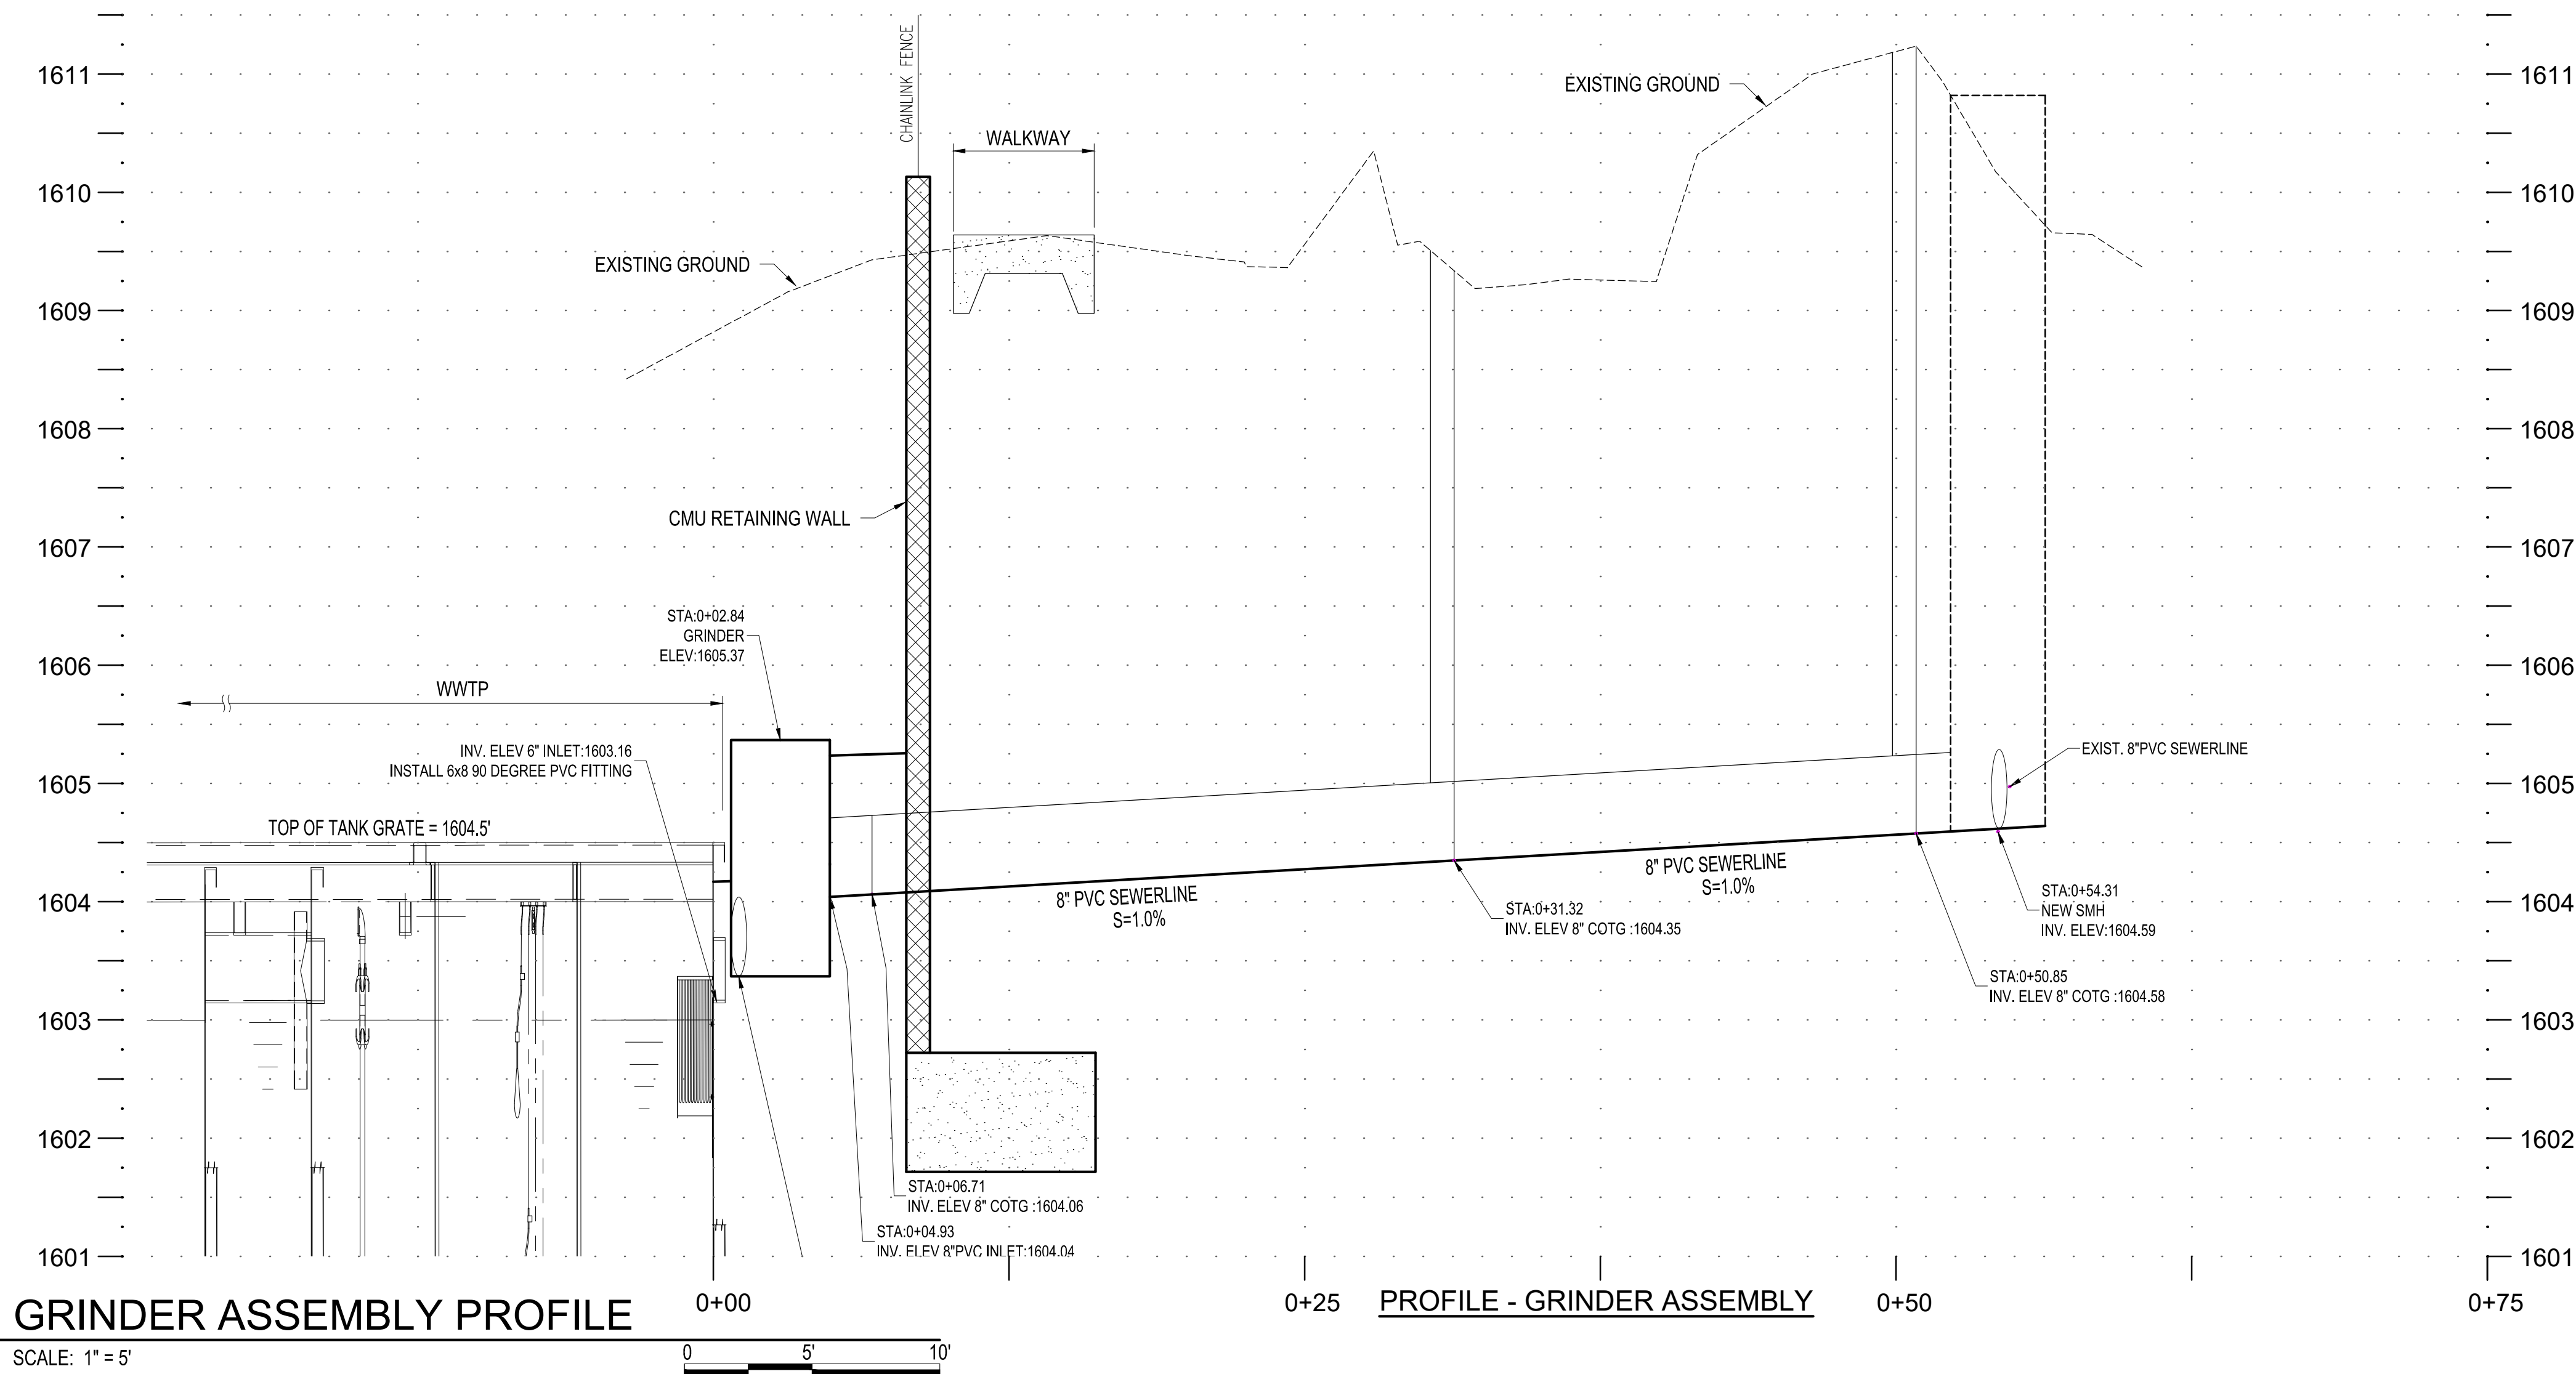 CHAINLINK FENCE
1611
1611
EXISTING GROUND
WALKWAY
1610
1610
EXISTING GROUND
1609
1609
1608
1608
CMU RETAINING WALL
1607
1607
STA:0+02.84
GRINDER
ELEV:1605.37
1606
1606
WWTP
INV. ELEV 6" INLET:1603.16
INSTALL 6x8 90 DEGREE PVC FITTING
EXIST. 8"PVC SEWERLINE
1605
1605
TOP OF TANK GRATE = 1604.5'
8" PVC SEWERLINE
S=1.0%
8" PVC SEWERLINE
S=1.0%
1604
1604
STA:0+31.32
INV. ELEV 8" COTG :1604.35
STA:0+54.31
NEW SMH
INV. ELEV:1604.59
STA:0+50.85
INV. ELEV 8" COTG :1604.58
1603
1603
1602
1602
STA:0+06.71
INV. ELEV 8" COTG :1604.06
STA:0+04.93
INV. ELEV 8"PVC INLET:1604.04
1601
1601
0+00
0+25
0+50
0+75
GRINDER ASSEMBLY PROFILE
PROFILE - GRINDER ASSEMBLY
SCALE: 1" = 5'
0 5' 10'